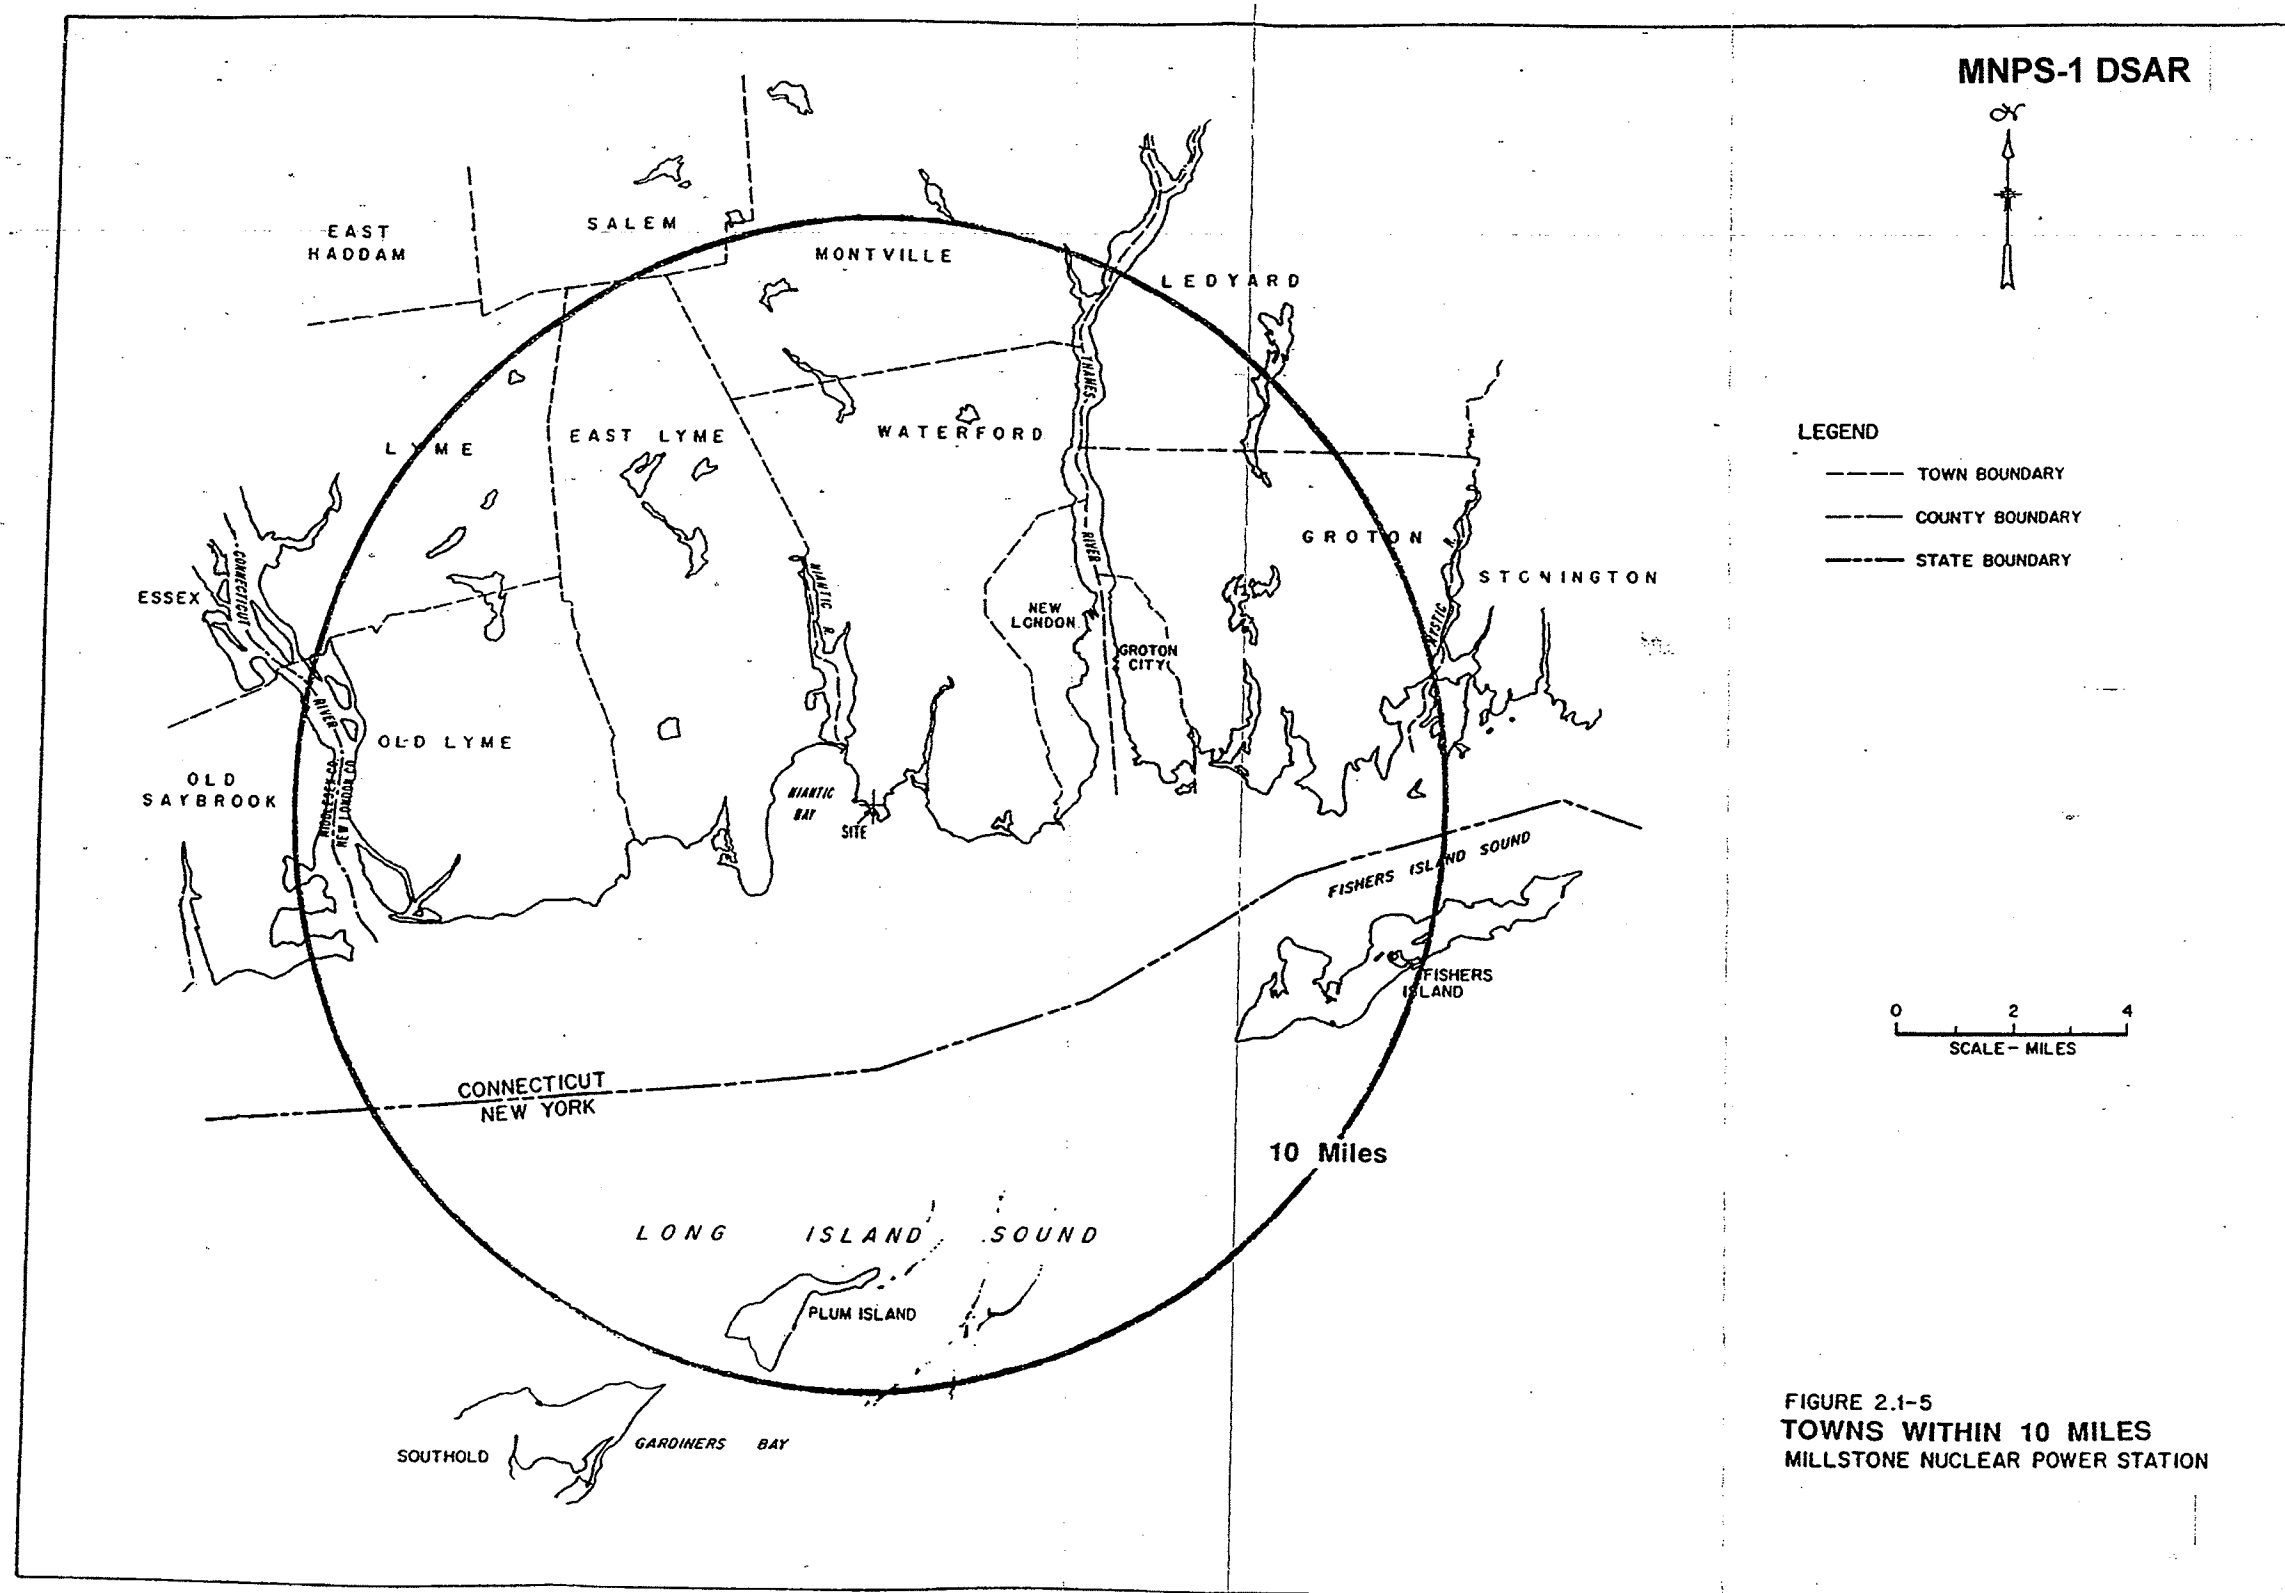 MNPS-1 DSAR
N
EAST
HADDAM
SALEM
MONTVILLE
LEDYARD
LYME
EAST LYME
WATERFORD
THAMES
RIVER
GROTON
STONINGTON
MYSTIC
R.
ESSEX
CONNECTICUT
RIVER
NIANTIC
R.
NEW
LONDON
GROTON
CITY
OLD LYME
OLD
SAYBROOK
MIDDLESEX CO.
NEW LONDON CO.
NIANTIC
BAY
SITE
FISHERS ISLAND SOUND
FISHERS
ISLAND
CONNECTICUT
NEW YORK
10 Miles
LONG ISLAND SOUND
PLUM ISLAND
SOUTHOLD
GARDINERS BAY
LEGEND
TOWN BOUNDARY
COUNTY BOUNDARY
STATE BOUNDARY
0 2 4
SCALE - MILES
FIGURE 2.1-5
TOWNS WITHIN 10 MILES
MILLSTONE NUCLEAR POWER STATION